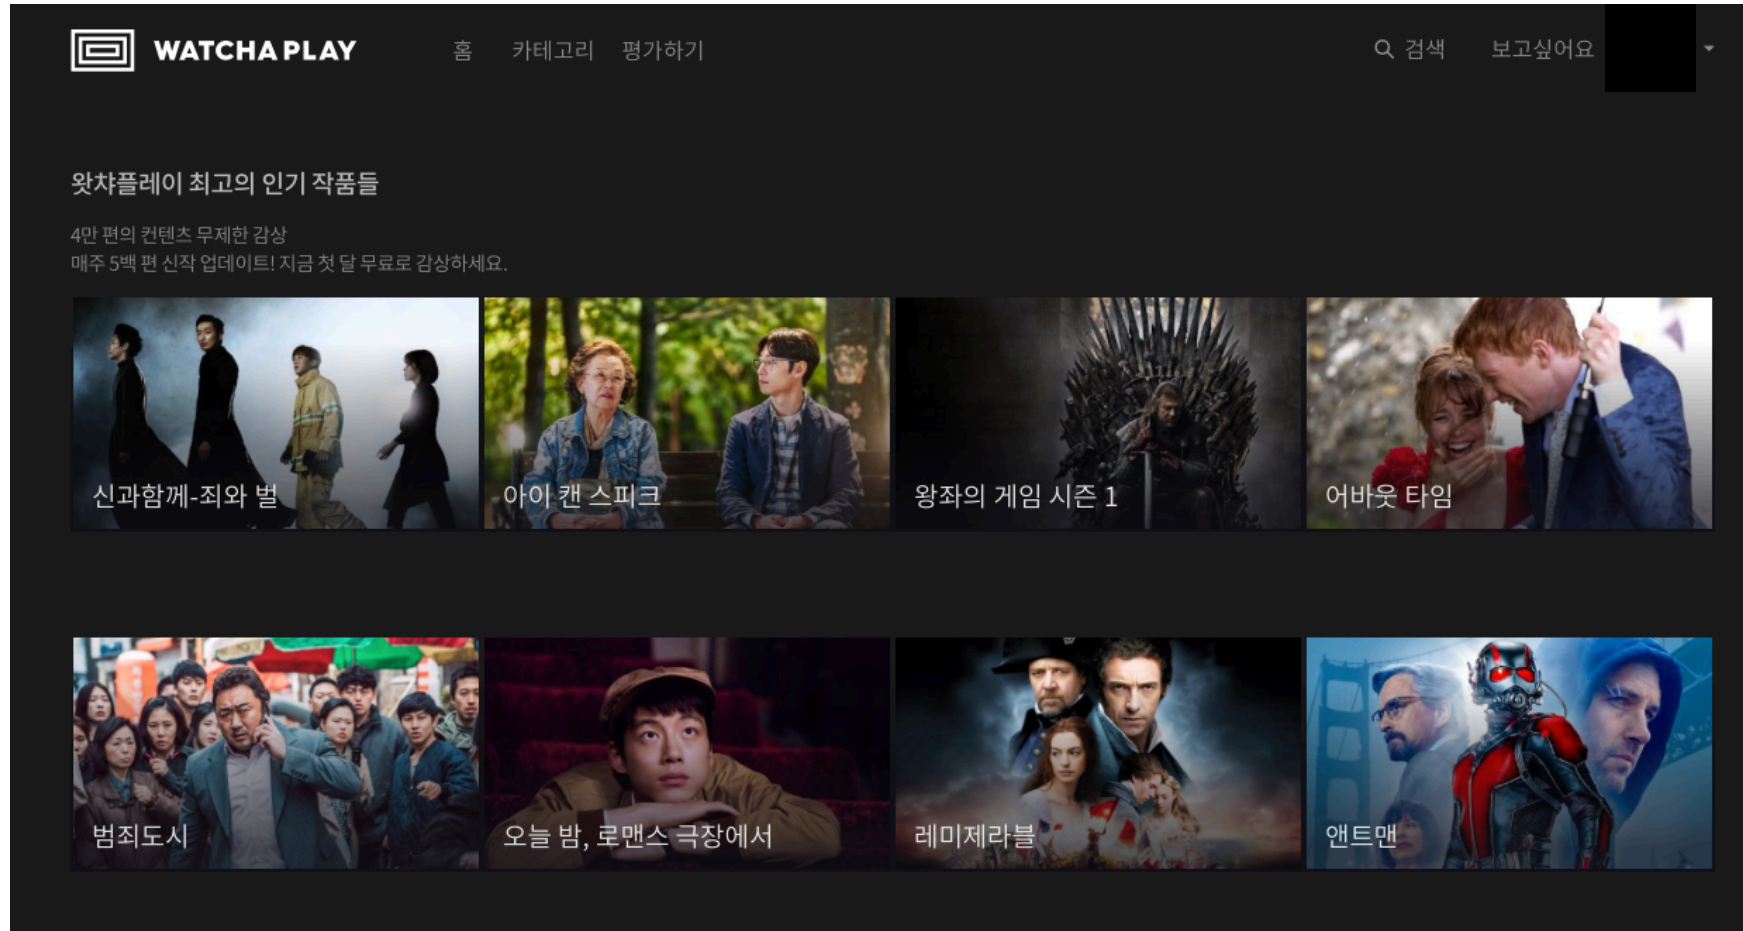 WATCHA PLAY 홈 카테고리 평가하기 검색 보고싶어요
왓챠플레이 최고의 인기 작품들
4만 편의 컨텐츠 무제한 감상
매주 5백 편 신작 업데이트! 지금 첫 달 무료로 감상하세요.
신과함께-죄와 벌 아이 캔 스피크 왕좌의 게임 시즌 1 어바웃 타임
범죄도시 오늘 밤, 로맨스 극장에서 레미제라블 앤트맨